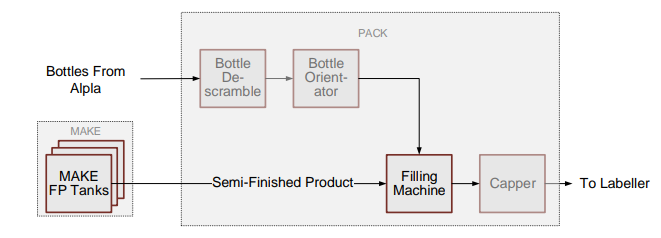 PACK
Bottles From
Alpla
Bottle
De-
scramble
Bottle
Orient-
ator
MAKE
MAKE
FP Tanks
Semi-Finished Product
Filling
Machine
Capper
To Labeller